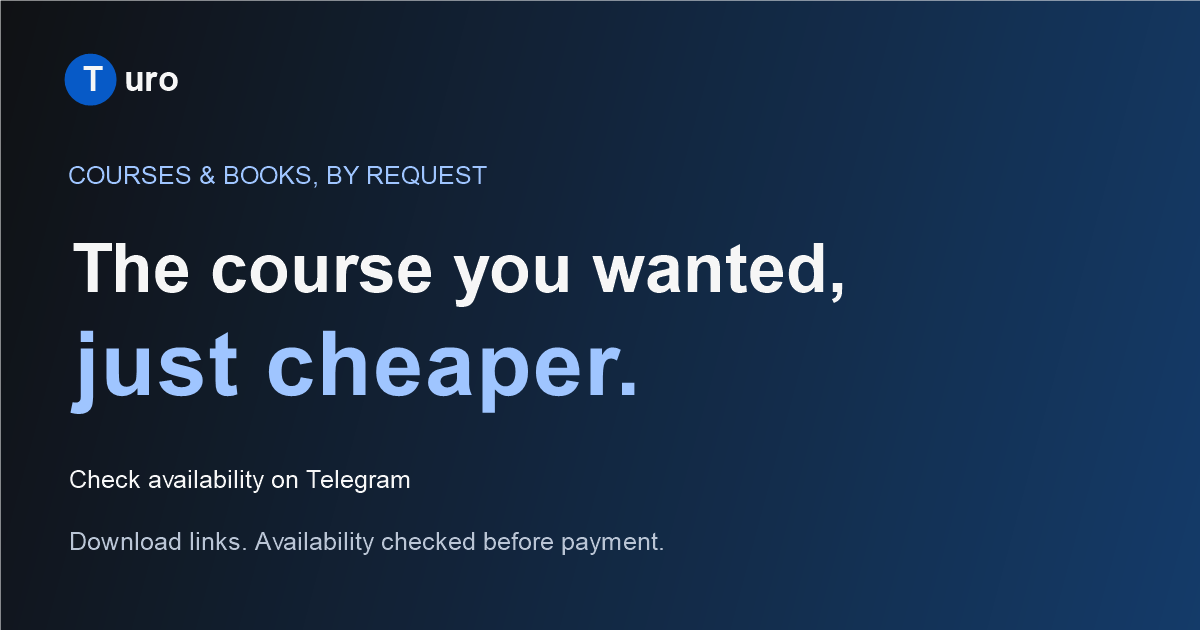 Turo
COURSES & BOOKS, BY REQUEST
The course you wanted,
just cheaper.
Check availability on Telegram
Download links. Availability checked before payment.